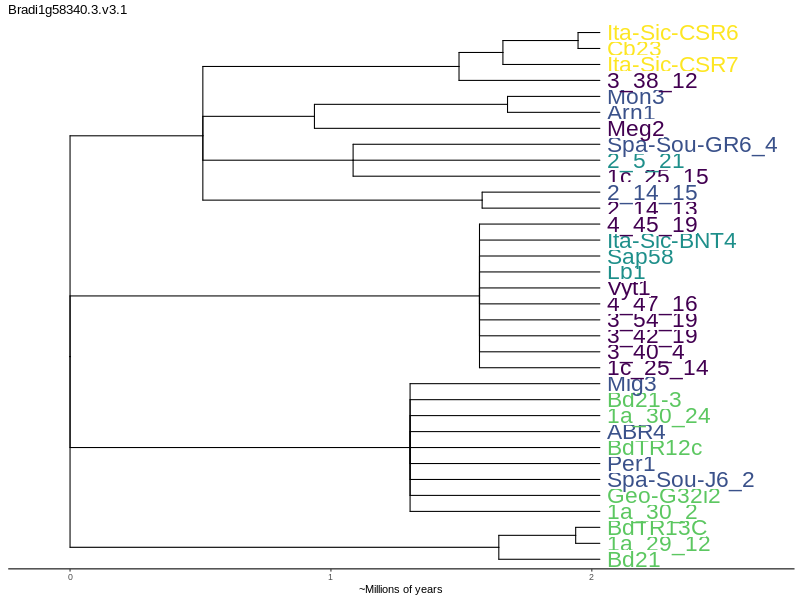 Bradi1g58340.3.v3.1
Ita-Sic-CSR6
Cb23
Ita-Sic-CSR7
3_38_12
Mon3
Arn1
Meg2
Spa-Sou-GR6_4
2_5_21
1c_25_15
2_14_15
2_14_13
4_45_19
Ita-Sic-BNT4
Sap58
Lb1
Vyt1
4_47_16
3_54_19
3_42_19
3_40_4
1c_25_14
Mig3
Bd21-3
1a_30_24
ABR4
BdTR12c
Per1
Spa-Sou-J6_2
Geo-G32i2
1a_30_2
BdTR13C
1a_29_12
Bd21
0 1 2
~Millions of years